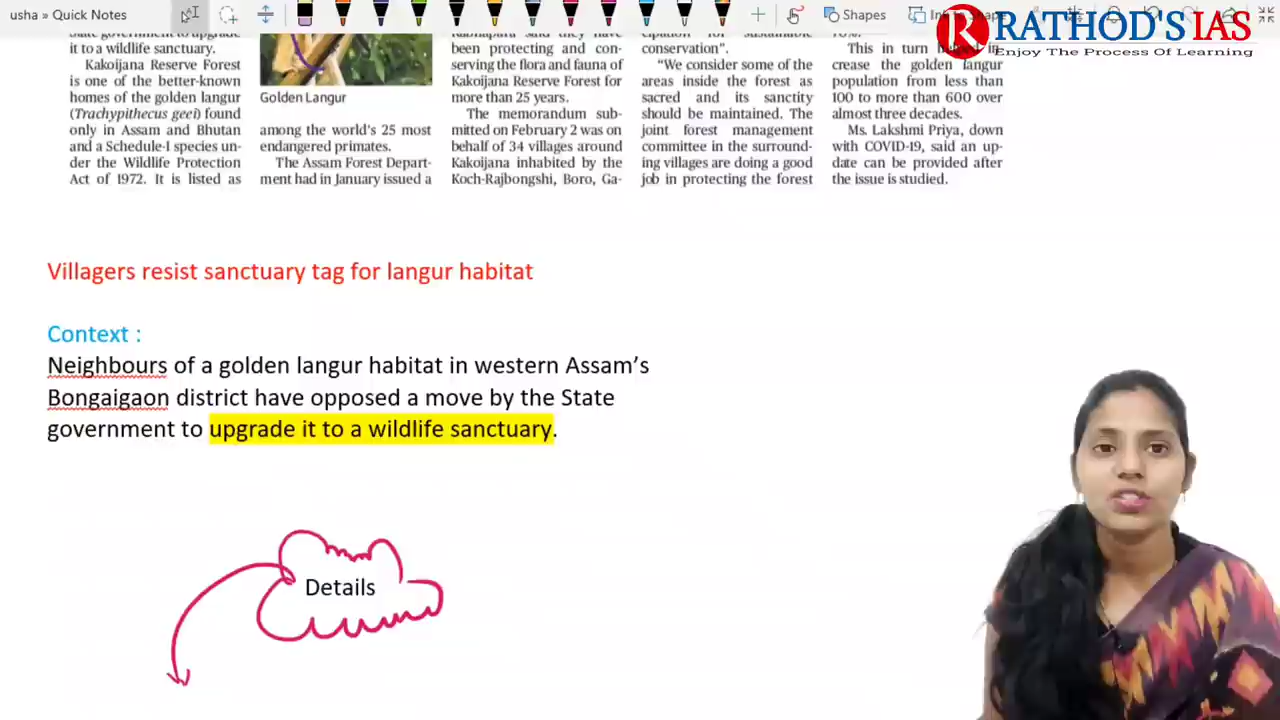 usha » Quick Notes
Shapes
RATHOD'S IAS
Enjoy The Process Of Learning
it to a wildlife sanctuary.
Kakoijana Reserve Forest
is one of the better-known
homes of the golden langur
(Trachypithecus geei) found
only in Assam and Bhutan
and a Schedule-I species un-
der the Wildlife Protection
Act of 1972. It is listed as
Golden Langur
among the world's 25 most
endangered primates.
The Assam Forest Depart-
ment had in January issued a
been protecting and con-
serving the flora and fauna of
Kakoijana Reserve Forest for
more than 25 years.
The memorandum sub-
mitted on February 2 was on
behalf of 34 villages around
Kakoijana inhabited by the
Koch-Rajbongshi, Boro, Ga-
conservation".
"We consider some of the
areas inside the forest as
sacred and its sanctity
should be maintained. The
joint forest management
committee in the surround-
ing villages are doing a good
job in protecting the forest
This in turn helped in-
crease the golden langur
population from less than
100 to more than 600 over
almost three decades.
Ms. Lakshmi Priya, down
with COVID-19, said an up-
date can be provided after
the issue is studied.
Villagers resist sanctuary tag for langur habitat
Context :
Neighbours of a golden langur habitat in western Assam's
Bongaigaon district have opposed a move by the State
government to upgrade it to a wildlife sanctuary.
Details